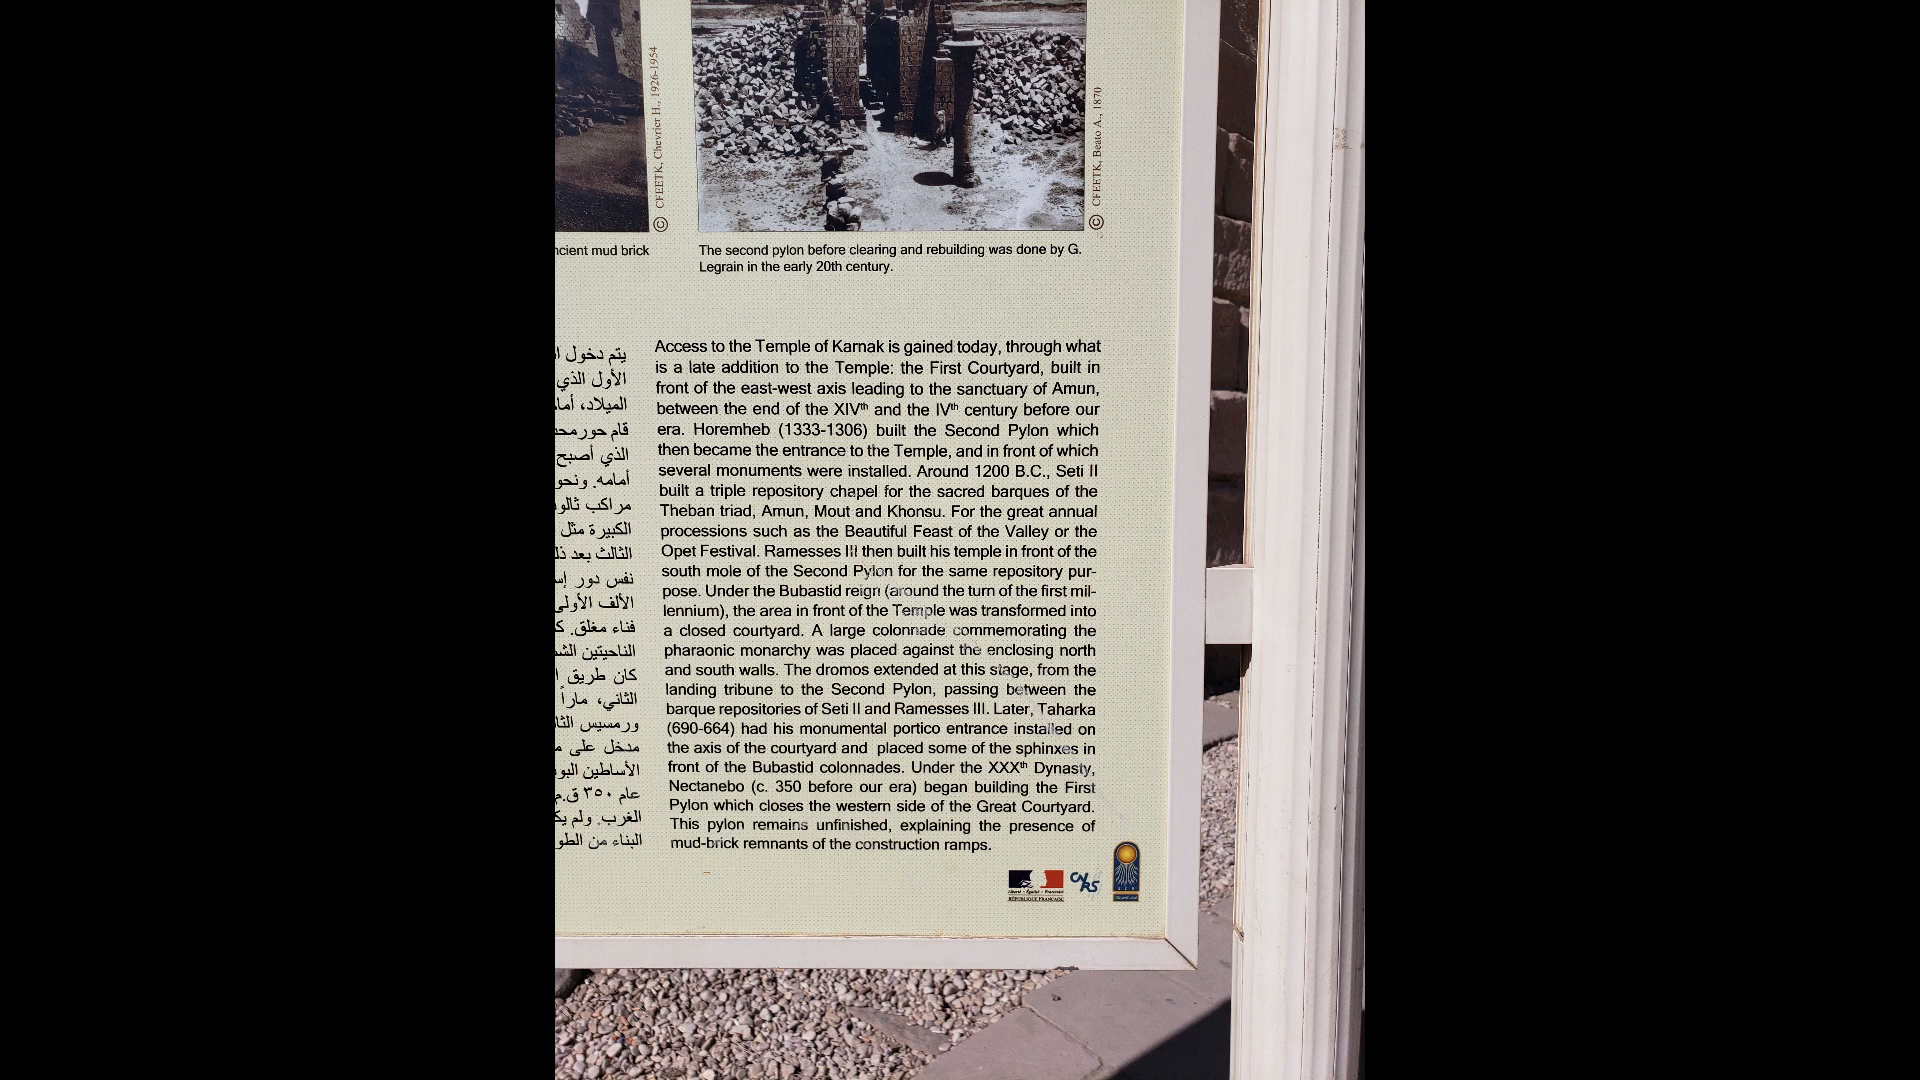 © CFEETK, Chevrier H., 1926-1954
© CFEETK, Beato A., 1870
ncient mud brick
The second pylon before clearing and rebuilding was done by G.
Legrain in the early 20th century.
يتم دخول ا
الأول الذي
الميلاد، أما
قام حورمحد
الذي أصبح
أمامه. ونحو
مراكب ثالو
الكبيرة مثل
الثالث بعد ذ
نفس دور إس
الألف الأولى
فناء مغلق. ك
الناحيتين الش
كان طريق ا
الثاني، ماراً
ورمسيس الثا
مدخل على م
الأساطين البو
عام ٣٥٠ ق.م
الغرب. ولم يك
البناء من الطو
Access to the Temple of Karnak is gained today, through what
is a late addition to the Temple: the First Courtyard, built in
front of the east-west axis leading to the sanctuary of Amun,
between the end of the XIVth and the IVth century before our
era. Horemheb (1333-1306) built the Second Pylon which
then became the entrance to the Temple, and in front of which
several monuments were installed. Around 1200 B.C., Seti II
built a triple repository chapel for the sacred barques of the
Theban triad, Amun, Mout and Khonsu. For the great annual
processions such as the Beautiful Feast of the Valley or the
Opet Festival. Ramesses III then built his temple in front of the
south mole of the Second Pylon for the same repository pur-
pose. Under the Bubastid reign (around the turn of the first mil-
lennium), the area in front of the Temple was transformed into
a closed courtyard. A large colonnade commemorating the
pharaonic monarchy was placed against the enclosing north
and south walls. The dromos extended at this stage, from the
landing tribune to the Second Pylon, passing between the
barque repositories of Seti II and Ramesses III. Later, Taharka
(690-664) had his monumental portico entrance installed on
the axis of the courtyard and placed some of the sphinxes in
front of the Bubastid colonnades. Under the XXXth Dynasty,
Nectanebo (c. 350 before our era) began building the First
Pylon which closes the western side of the Great Courtyard.
This pylon remains unfinished, explaining the presence of
mud-brick remnants of the construction ramps.
Liberté • Égalité • Fraternité
RÉPUBLIQUE FRANÇAISE
CNRS